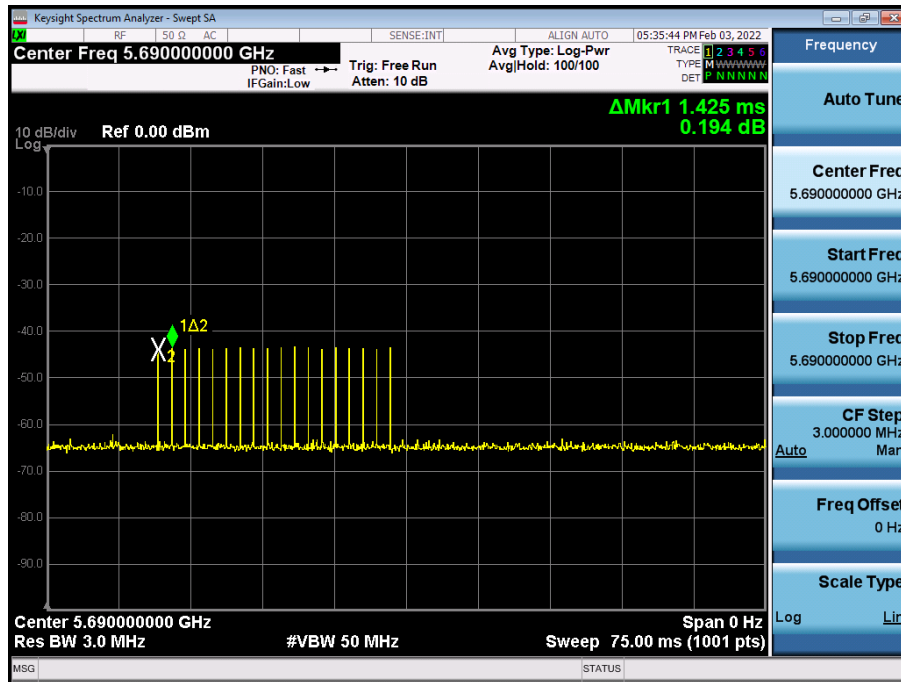 Keysight Spectrum Analyzer - Swept SA
LXI RF 50 Ω AC SENSE:INT ALIGN AUTO 05:35:44 PM Feb 03, 2022
Center Freq 5.690000000 GHz
PNO: Fast
IFGain:Low
Trig: Free Run
Atten: 10 dB
Avg Type: Log-Pwr
Avg|Hold: 100/100
TRACE 1 2 3 4 5 6
TYPE M WWWWW
DET P N N N N N
ΔMkr1 1.425 ms
0.194 dB
10 dB/div Ref 0.00 dBm
Log
-10.0
-20.0
-30.0
-40.0
1Δ2
2
-50.0
-60.0
-70.0
-80.0
-90.0
Center 5.690000000 GHz Span 0 Hz
Res BW 3.0 MHz #VBW 50 MHz Sweep 75.00 ms (1001 pts)
MSG STATUS
Frequency
Auto Tune
Center Freq
5.690000000 GHz
Start Freq
5.690000000 GHz
Stop Freq
5.690000000 GHz
CF Step
3.000000 MHz
Auto Man
Freq Offset
0 Hz
Scale Type
Log Lin